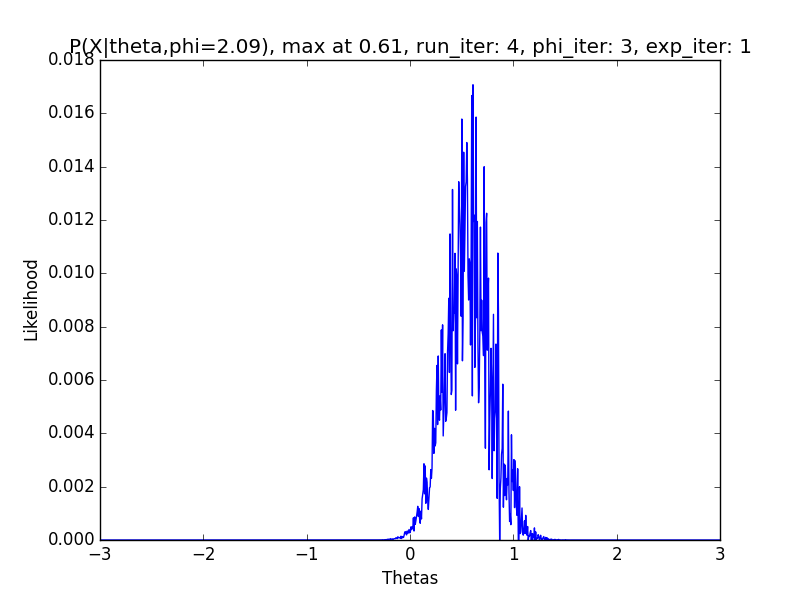 P(X|theta,phi=2.09), max at 0.61, run_iter: 4, phi_iter: 3, exp_iter: 1
0.018
0.016
0.014
0.012
0.010
0.008
0.006
0.004
0.002
0.000
Likelihood
−3 −2 −1 0 1 2 3
Thetas